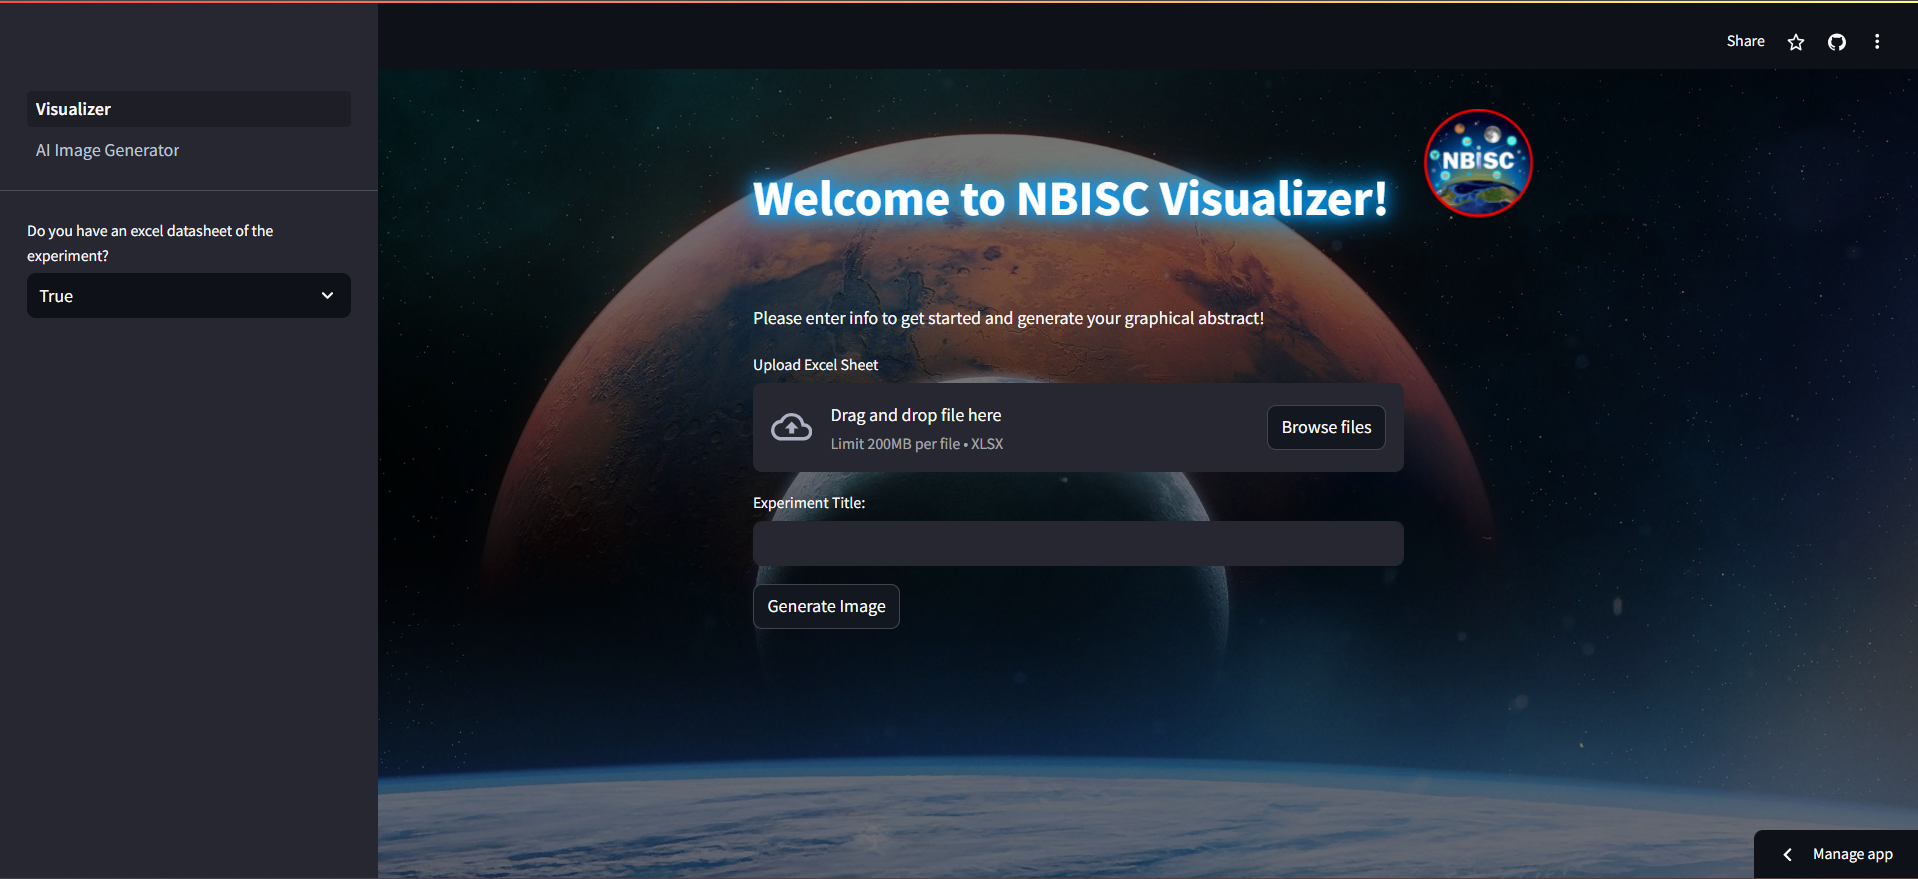 Share
Visualizer
AI Image Generator
Do you have an excel datasheet of the
experiment?
True
NBISC
Welcome to NBISC Visualizer!
Please enter info to get started and generate your graphical abstract!
Upload Excel Sheet
Drag and drop file here
Limit 200MB per file • XLSX
Browse files
Experiment Title:
Generate Image
Manage app